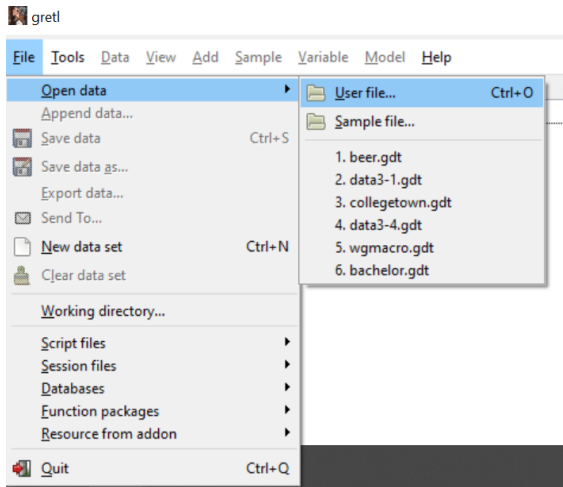 gretl
File Tools Data View Add Sample Variable Model Help
Open data
Append data...
Save data Ctrl+S
Save data as...
Export data...
Send To...
New data set Ctrl+N
Clear data set
Working directory...
Script files
Session files
Databases
Function packages
Resource from addon
Quit Ctrl+Q
User file... Ctrl+O
Sample file...
1. beer.gdt
2. data3-1.gdt
3. collegetown.gdt
4. data3-4.gdt
5. wgmacro.gdt
6. bachelor.gdt